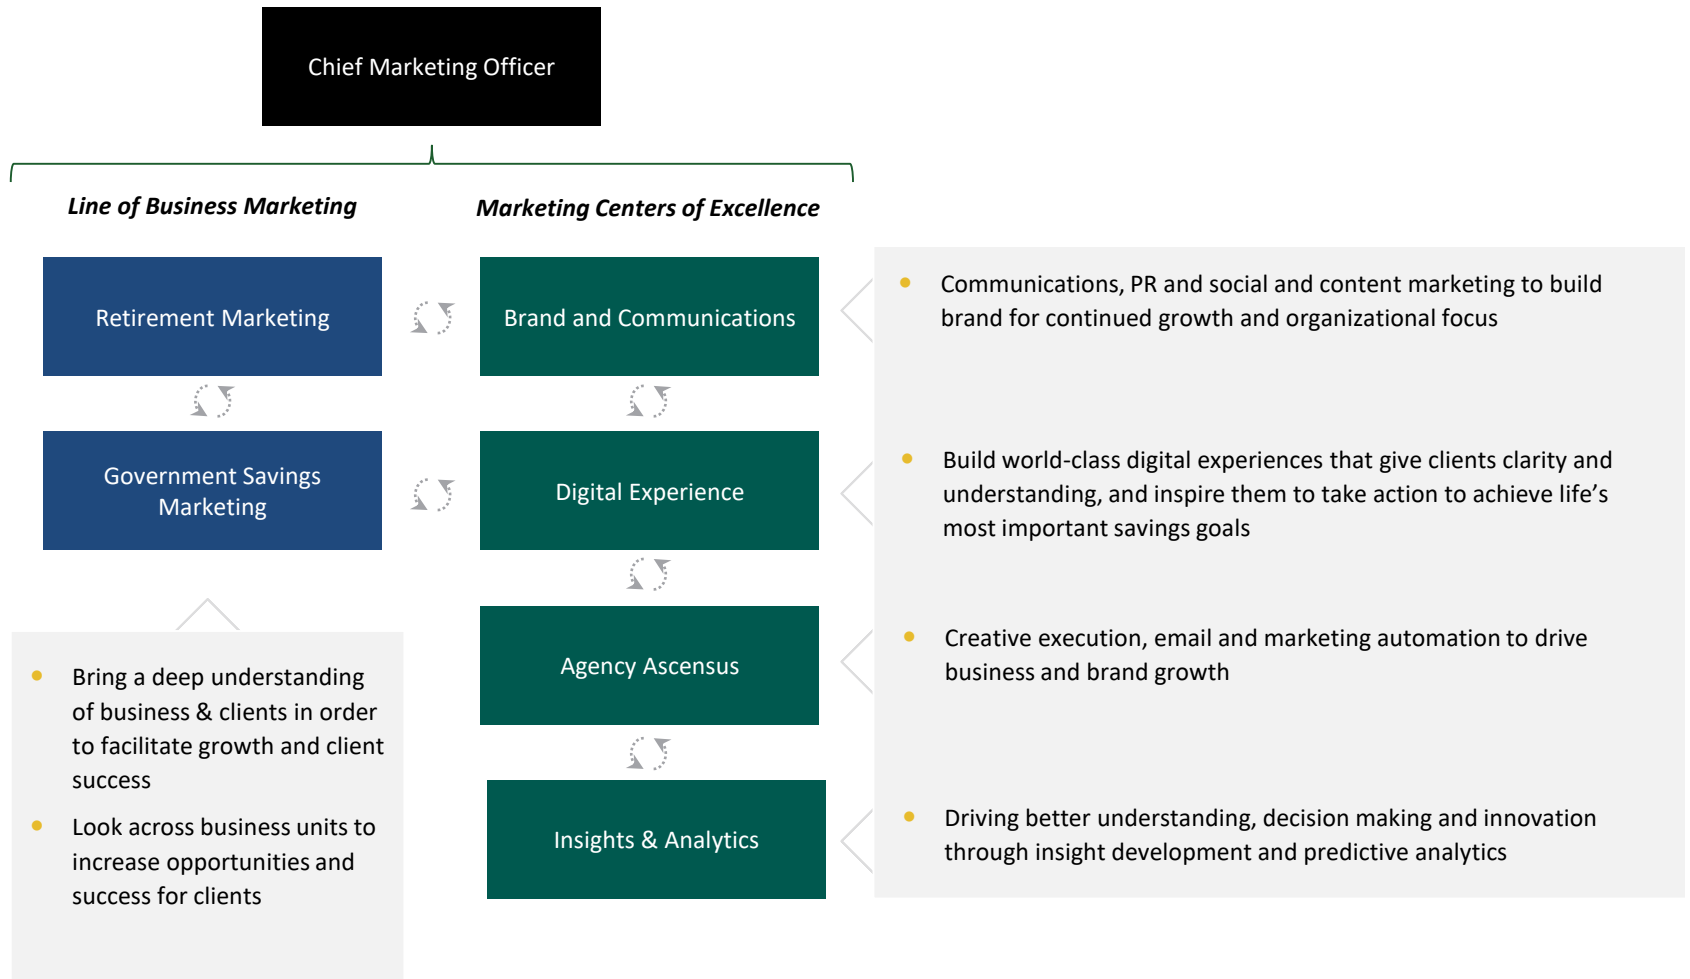 Chief Marketing Officer
Line of Business Marketing
Marketing Centers of Excellence
Retirement Marketing
Government Savings
Marketing
• Bring a deep understanding
of business & clients in order
to facilitate growth and client
success
• Look across business units to
increase opportunities and
success for clients
Brand and Communications
• Communications, PR and social and content marketing to build
brand for continued growth and organizational focus
Digital Experience
• Build world-class digital experiences that give clients clarity and
understanding, and inspire them to take action to achieve life’s
most important savings goals
Agency Ascensus
• Creative execution, email and marketing automation to drive
business and brand growth
Insights & Analytics
• Driving better understanding, decision making and innovation
through insight development and predictive analytics